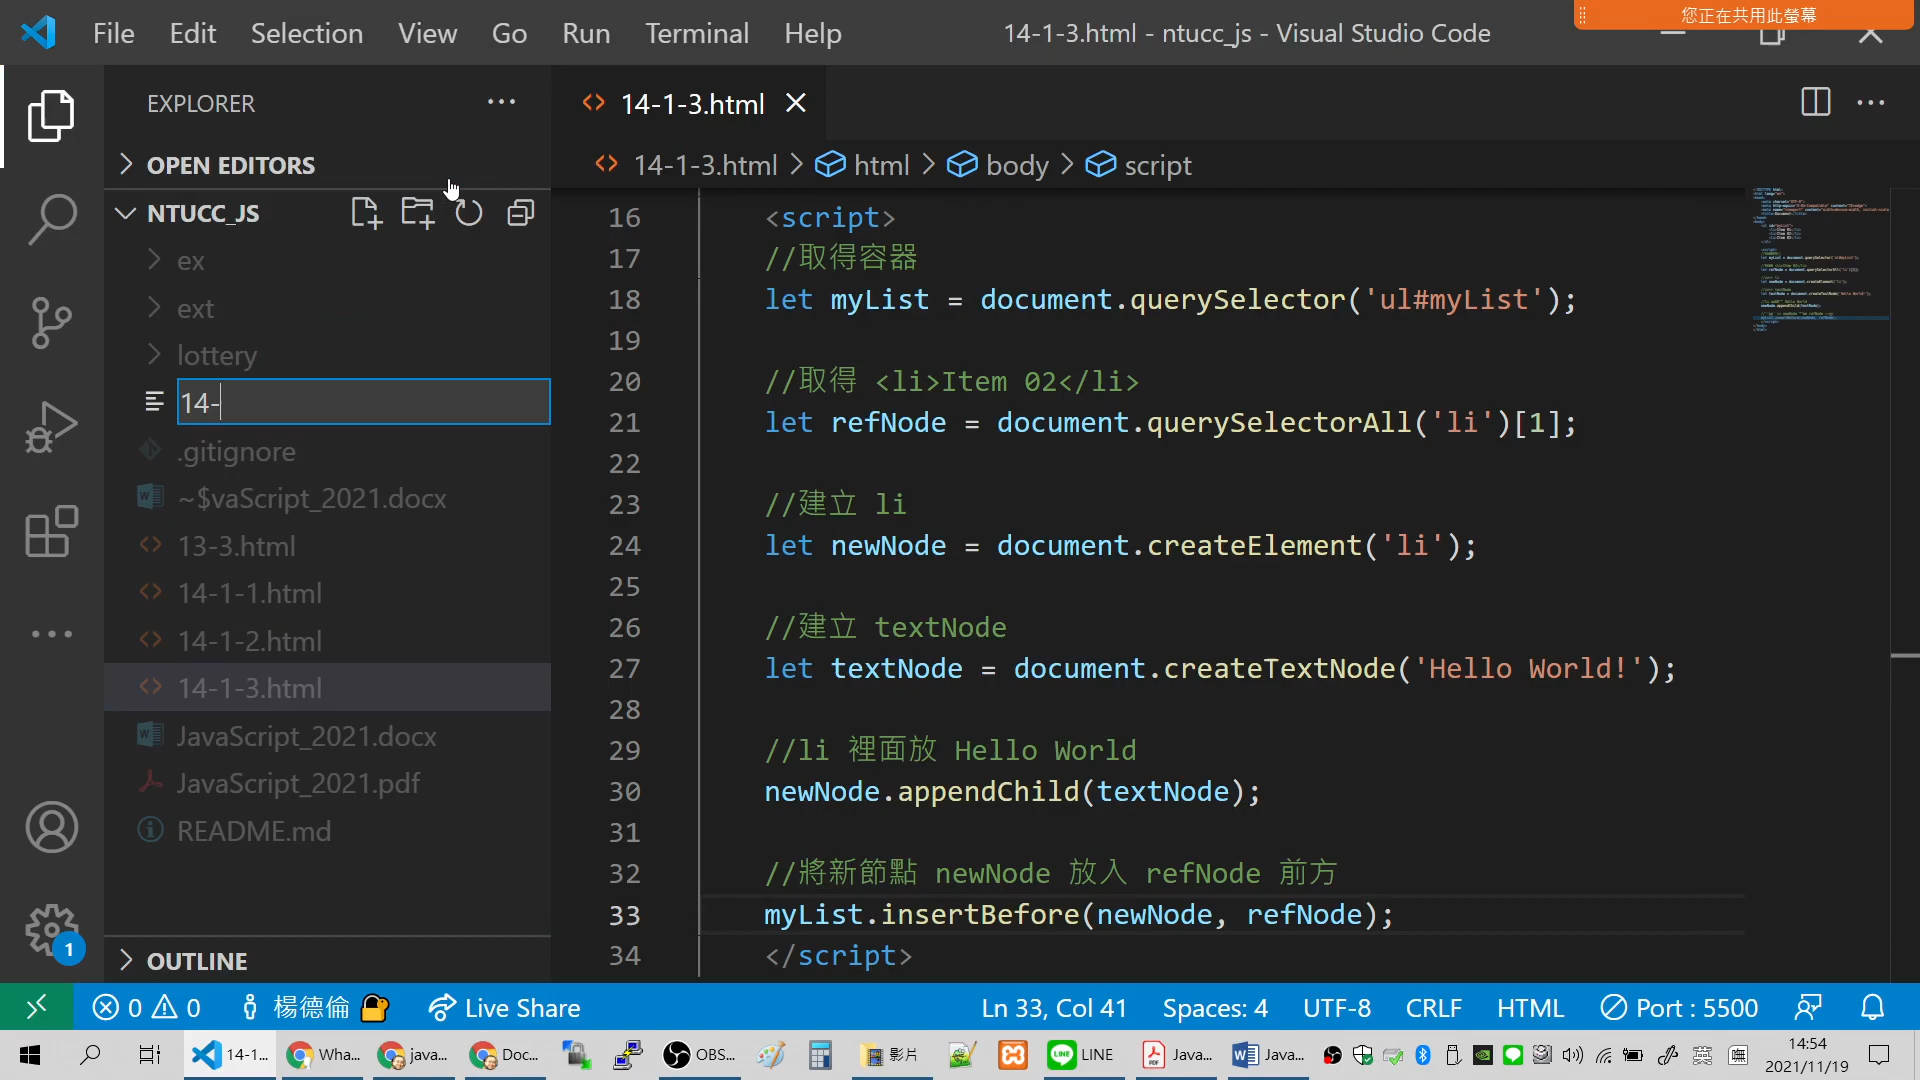 File Edit Selection View Go Run Terminal Help
14-1-3.html - ntucc_js - Visual Studio Code
您正在共用此螢幕
EXPLORER
OPEN EDITORS
NTUCC_JS
ex
ext
lottery
14-
.gitignore
~$vaScript_2021.docx
13-3.html
14-1-1.html
14-1-2.html
14-1-3.html
JavaScript_2021.docx
JavaScript_2021.pdf
README.md
OUTLINE
1
14-1-3.html
14-1-3.html > html > body > script
16 <script>
17 //取得容器
18 let myList = document.querySelector('ul#myList');
19
20 //取得 <li>Item 02</li>
21 let refNode = document.querySelectorAll('li')[1];
22
23 //建立 li
24 let newNode = document.createElement('li');
25
26 //建立 textNode
27 let textNode = document.createTextNode('Hello World!');
28
29 //li 裡面放 Hello World
30 newNode.appendChild(textNode);
31
32 //將新節點 newNode 放入 refNode 前方
33 myList.insertBefore(newNode, refNode);
34 </script>
0 0 楊德倫 Live Share Ln 33, Col 41 Spaces: 4 UTF-8 CRLF HTML Port : 5500
14-1... Wha... java... Doc... OBS... 影片 LINE Java... Java... 英
14:54
2021/11/19